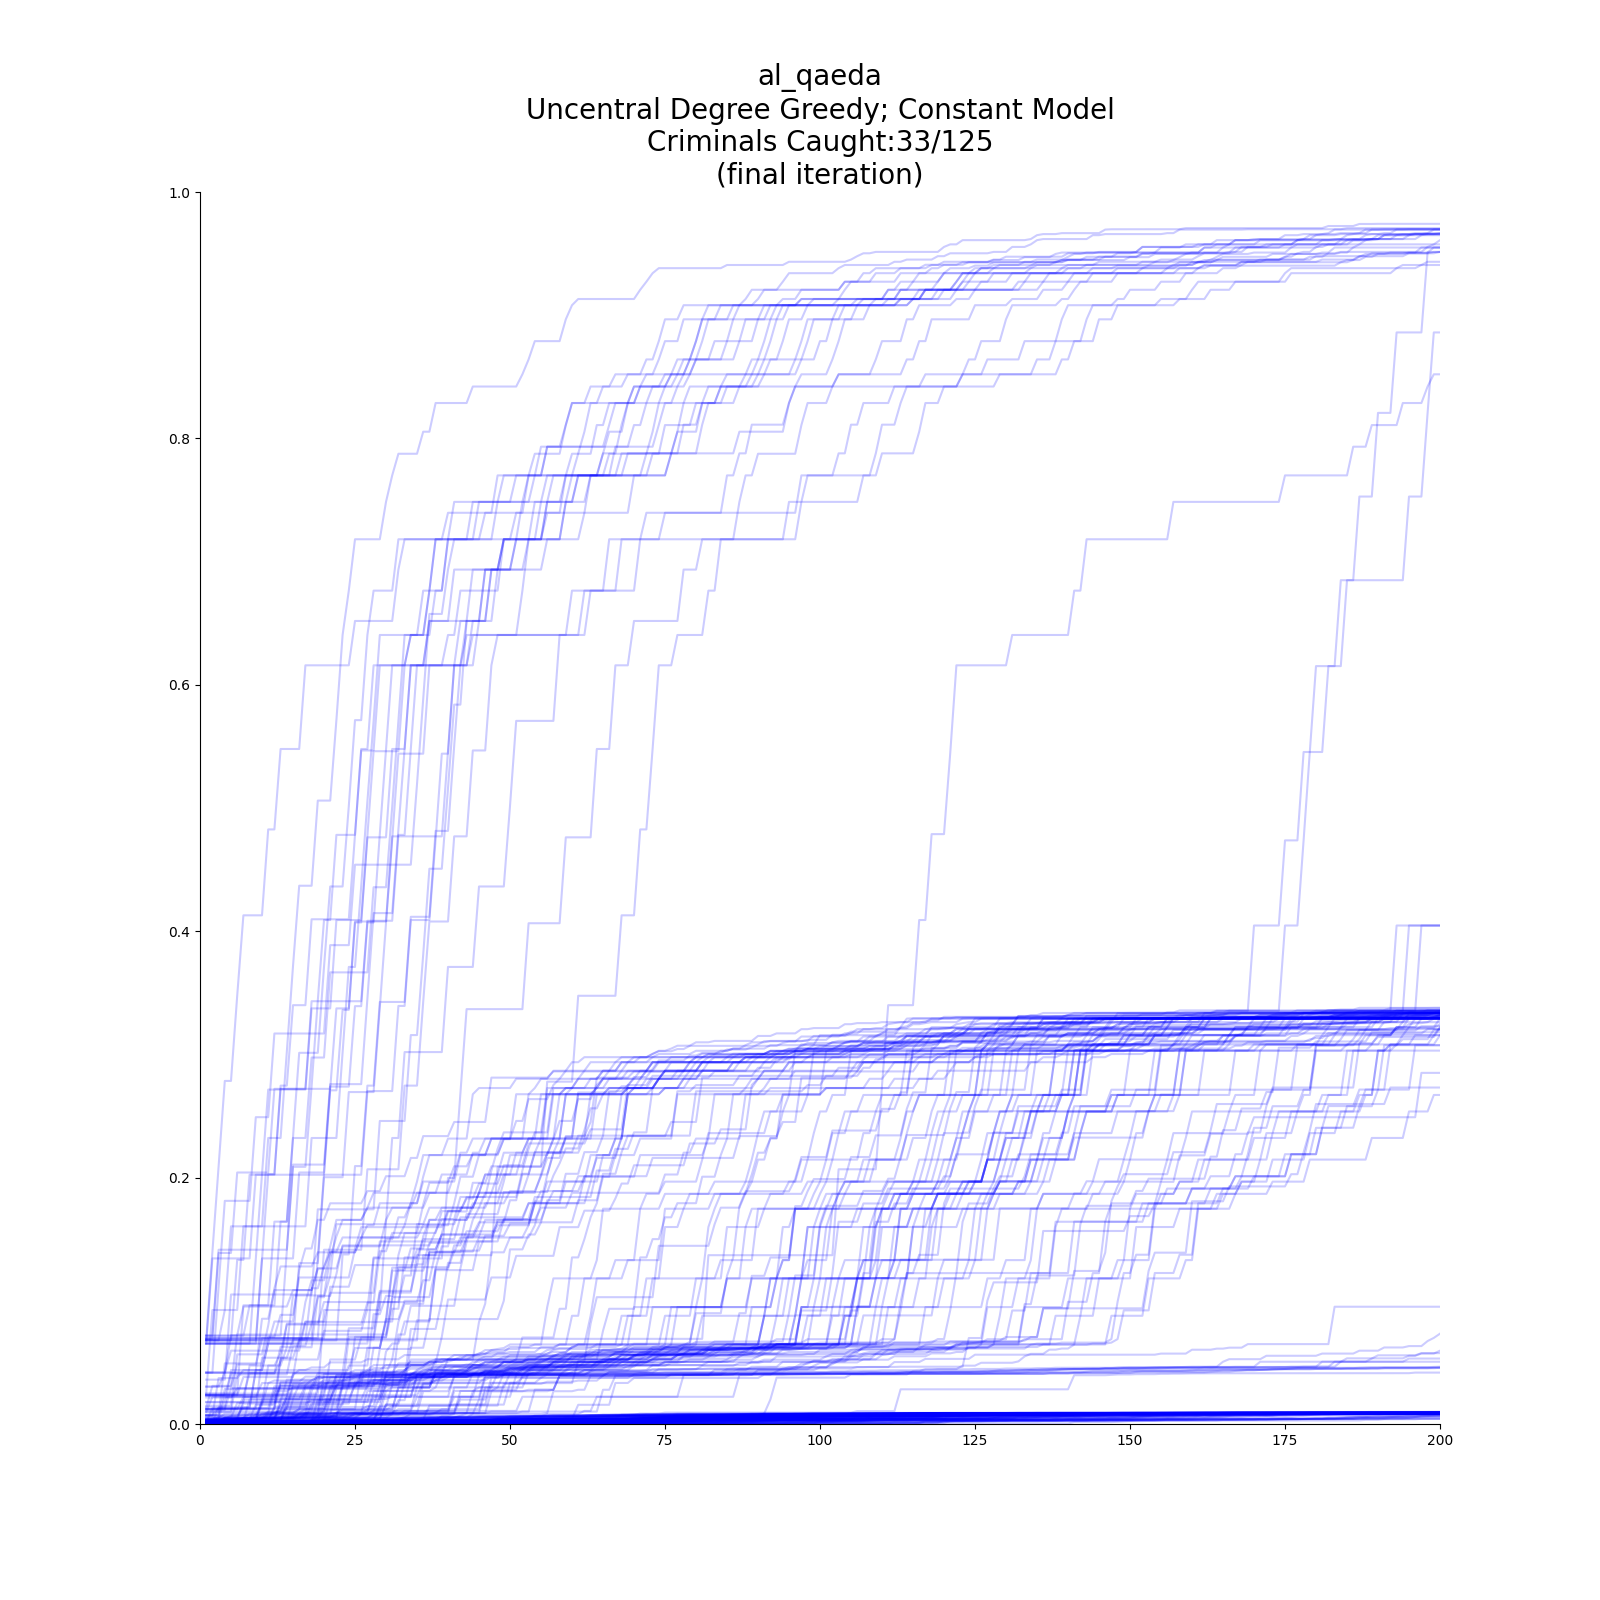 al_qaeda
Uncentral Degree Greedy; Constant Model
Criminals Caught:33/125
(final iteration)
1.0
0.8
0.6
0.4
0.2
0.0
0 25 50 75 100 125 150 175 200